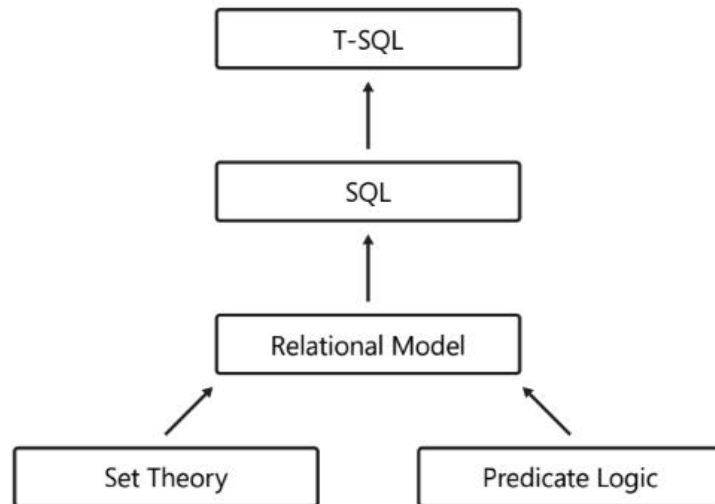 T-SQL
SQL
Relational Model
Set Theory
Predicate Logic